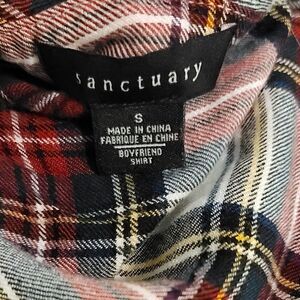 sanctuary
S
MADE IN CHINA
FABRIQUE EN CHINE
BOYFRIEND
SHIRT